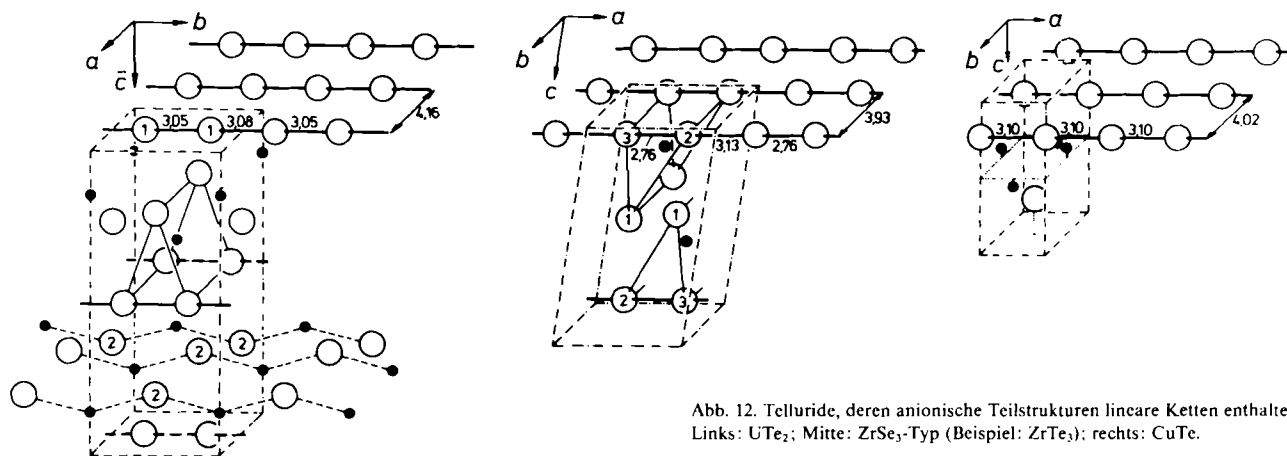 b
a
c̄
3,05 3,08 3,05
4,16
1 1
2 2 2
2
a
b
c
3,93
3 2
2,76 3,13 2,76
1 1
2 3
a
b
c
3,10 3,10 3,10
4,02
Abb. 12. Telluride, deren anionische Teilstrukturen lineare Ketten enthalte
Links: UTe₂; Mitte: ZrSe₃-Typ (Beispiel: ZrTe₃); rechts: CuTe.